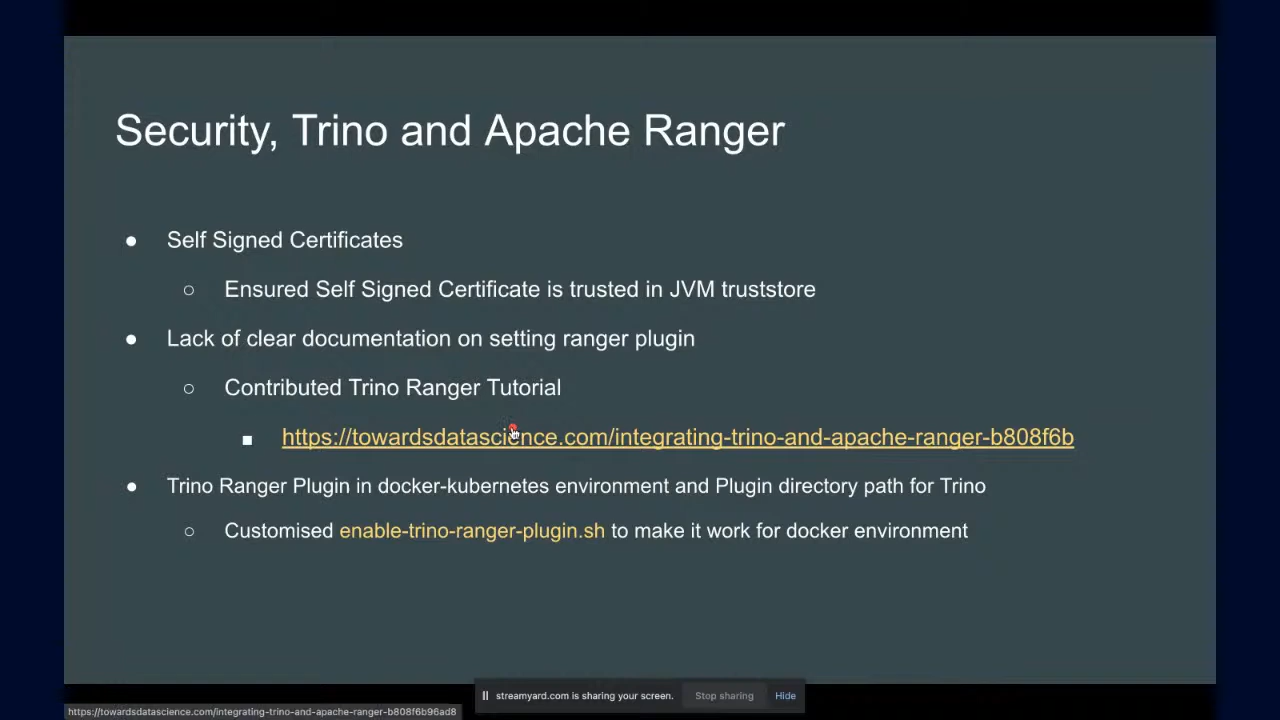 Security, Trino and Apache Ranger
● Self Signed Certificates
○ Ensured Self Signed Certificate is trusted in JVM truststore
● Lack of clear documentation on setting ranger plugin
○ Contributed Trino Ranger Tutorial
■ https://towardsdatascience.com/integrating-trino-and-apache-ranger-b808f6b
● Trino Ranger Plugin in docker-kubernetes environment and Plugin directory path for Trino
○ Customised enable-trino-ranger-plugin.sh to make it work for docker environment
streamyard.com is sharing your screen. Stop sharing Hide
https://towardsdatascience.com/integrating-trino-and-apache-ranger-b808f6b96ad8